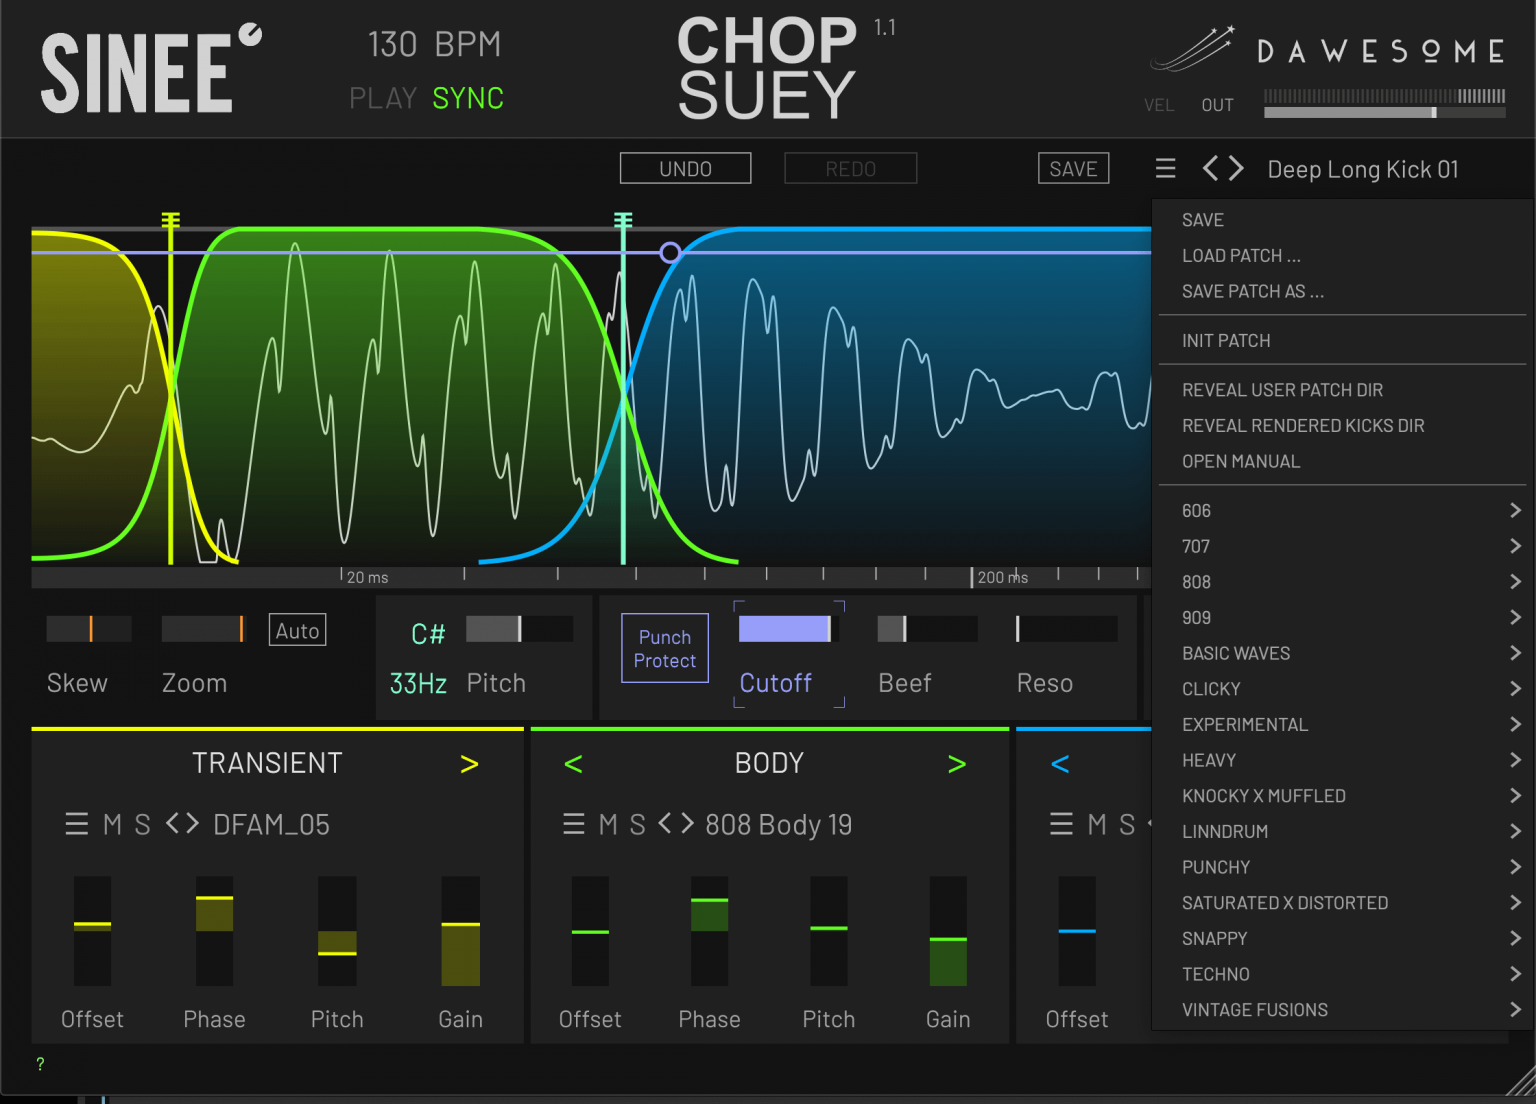 SINEE
130 BPM
PLAY SYNC
CHOP
SUEY
1.1
DAWESOME
VEL OUT
UNDO
REDO
SAVE
Deep Long Kick 01
SAVE
LOAD PATCH ...
SAVE PATCH AS ...
INIT PATCH
REVEAL USER PATCH DIR
REVEAL RENDERED KICKS DIR
OPEN MANUAL
606
707
808
909
BASIC WAVES
CLICKY
EXPERIMENTAL
HEAVY
KNOCKY X MUFFLED
LINNDRUM
PUNCHY
SATURATED X DISTORTED
SNAPPY
TECHNO
VINTAGE FUSIONS
20 ms
200 ms
Skew
Zoom
Auto
C#
33Hz
Pitch
Punch
Protect
Cutoff
Beef
Reso
TRANSIENT >
M S <> DFAM_05
Offset
Phase
Pitch
Gain
< BODY >
M S <> 808 Body 19
Offset
Phase
Pitch
Gain
<
M S
Offset
?